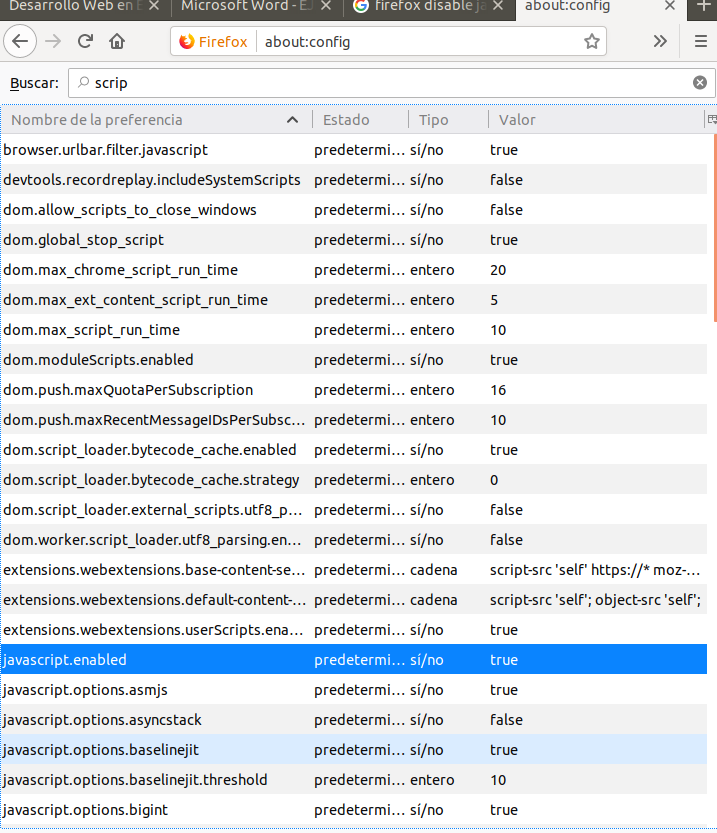 Desarrollo Web en E
Microsoft Word - EJ
firefox disable ja
about:config
Firefox about:config
Buscar: scrip
Nombre de la preferencia Estado Tipo Valor
browser.urlbar.filter.javascript predetermi... sí/no true
devtools.recordreplay.includeSystemScripts predetermi... sí/no false
dom.allow_scripts_to_close_windows predetermi... sí/no false
dom.global_stop_script predetermi... sí/no true
dom.max_chrome_script_run_time predetermi... entero 20
dom.max_ext_content_script_run_time predetermi... entero 5
dom.max_script_run_time predetermi... entero 10
dom.moduleScripts.enabled predetermi... sí/no true
dom.push.maxQuotaPerSubscription predetermi... entero 16
dom.push.maxRecentMessageIDsPerSubsc... predetermi... entero 10
dom.script_loader.bytecode_cache.enabled predetermi... sí/no true
dom.script_loader.bytecode_cache.strategy predetermi... entero 0
dom.script_loader.external_scripts.utf8_p... predetermi... sí/no false
dom.worker.script_loader.utf8_parsing.en... predetermi... sí/no false
extensions.webextensions.base-content-se... predetermi... cadena script-src 'self' https://* moz-...
extensions.webextensions.default-content-... predetermi... cadena script-src 'self'; object-src 'self';
extensions.webextensions.userScripts.ena... predetermi... sí/no true
javascript.enabled predetermi... sí/no true
javascript.options.asmjs predetermi... sí/no true
javascript.options.asyncstack predetermi... sí/no false
javascript.options.baselinejit predetermi... sí/no true
javascript.options.baselinejit.threshold predetermi... entero 10
javascript.options.bigint predetermi... sí/no true